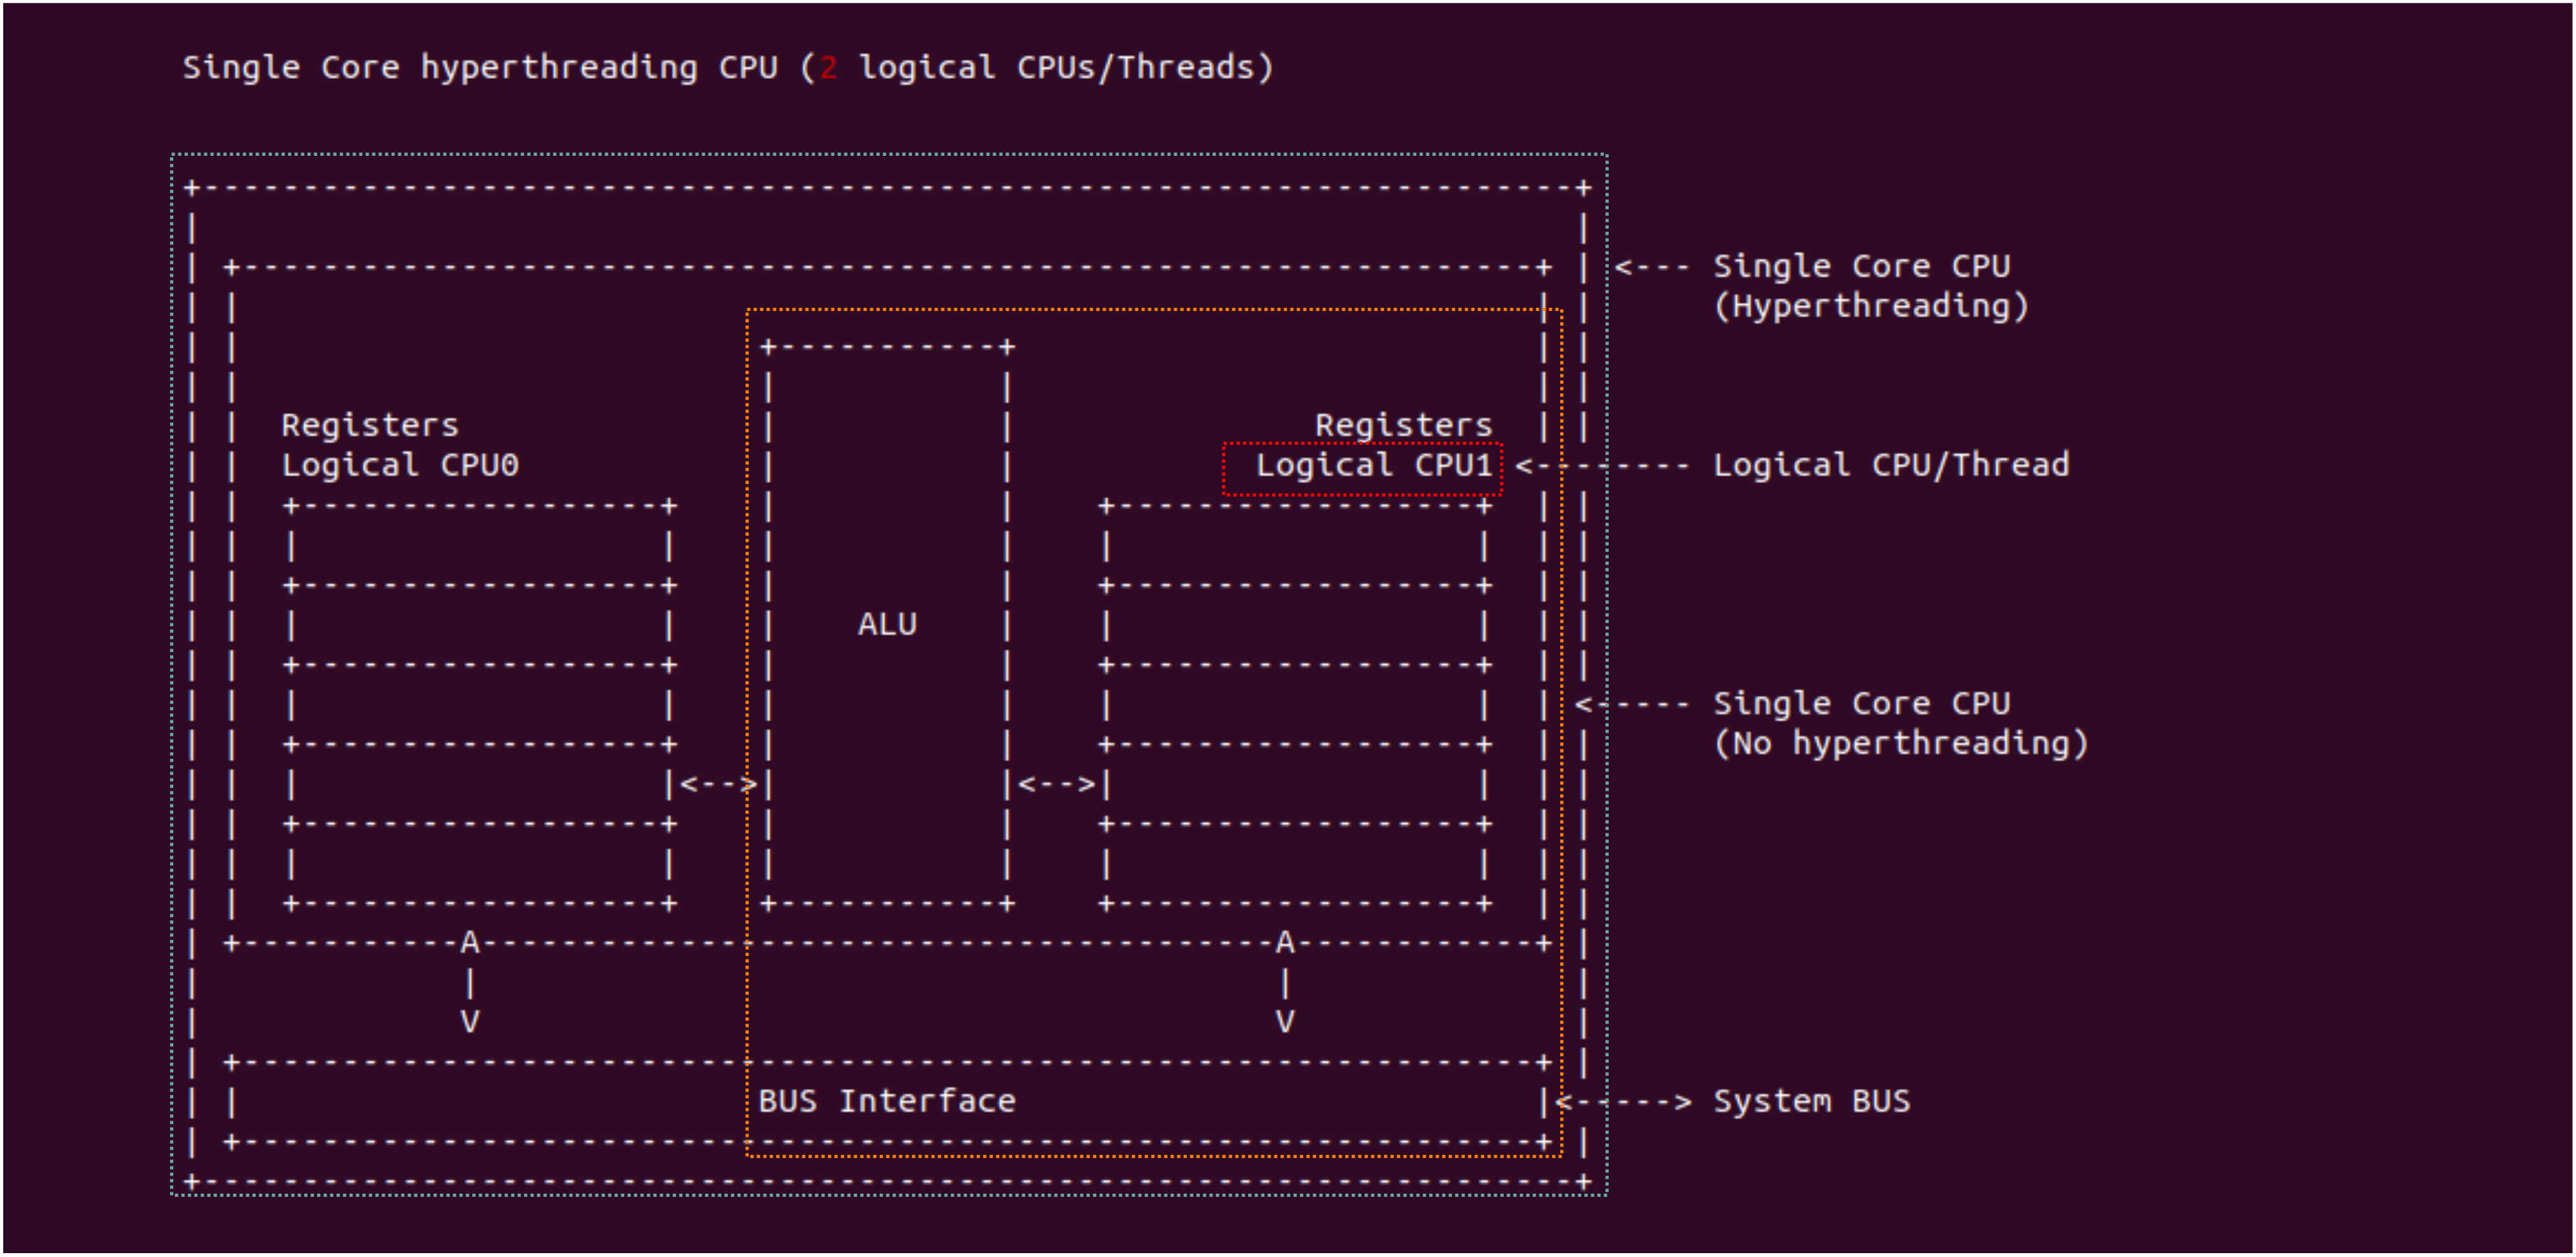 Single Core hyperthreading CPU (2 logical CPUs/Threads)
<--- Single Core CPU
(Hyperthreading)
Registers
Logical CPU0
Registers
Logical CPU1
<-------- Logical CPU/Thread
ALU
<----- Single Core CPU
(No hyperthreading)
<-->
<-->
A
A
V
V
BUS Interface
<-----> System BUS